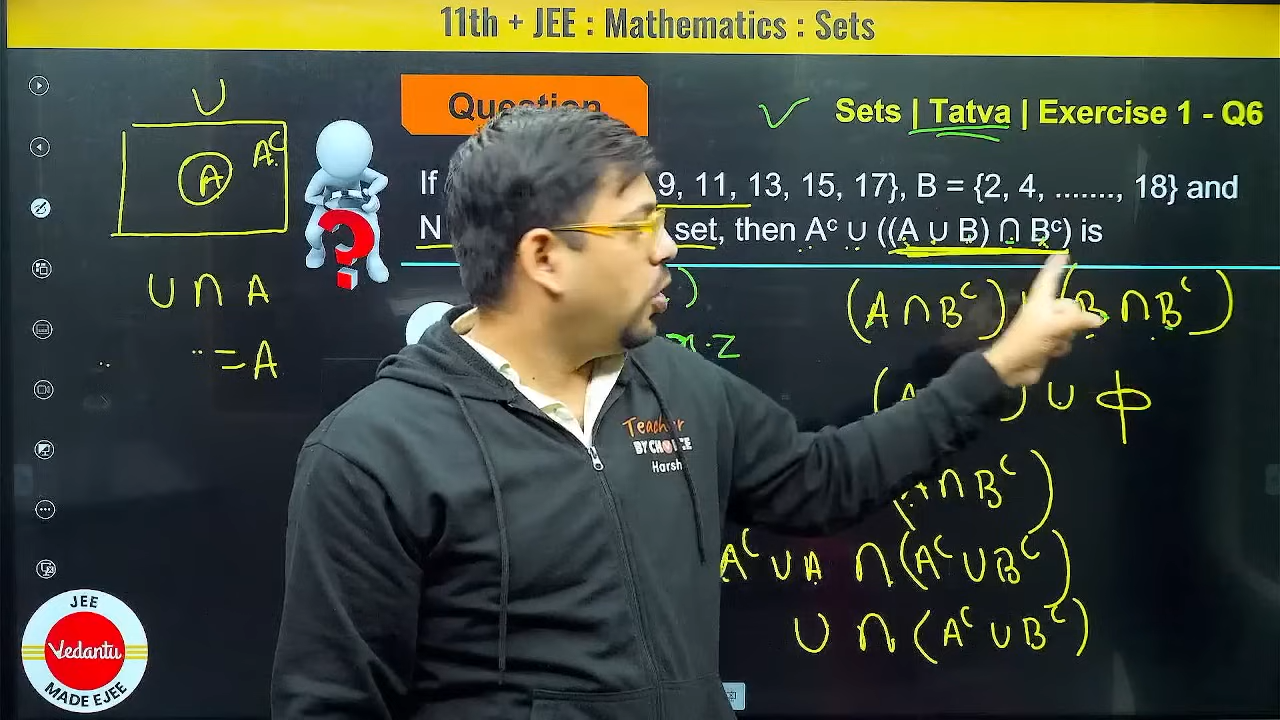 11th + JEE : Mathematics : Sets
Question
Sets | Tatva | Exercise 1 - Q6
If 9, 11, 13, 15, 17}, B = {2, 4, ......., 18} and
N set, then Aᶜ ∪ ((A ∪ B) ∩ Bᶜ) is
U
A Aᶜ
U ∩ A
= A
(A ∩ Bᶜ) ∪ (B ∩ Bᶜ)
) ∪ ϕ
∩ Bᶜ)
Aᶜ ∪ A ∩ (Aᶜ ∪ Bᶜ)
U ∩ (Aᶜ ∪ Bᶜ)
Teacher
BY CHOICE
Harsh
JEE
Vedantu
MADE EJEE